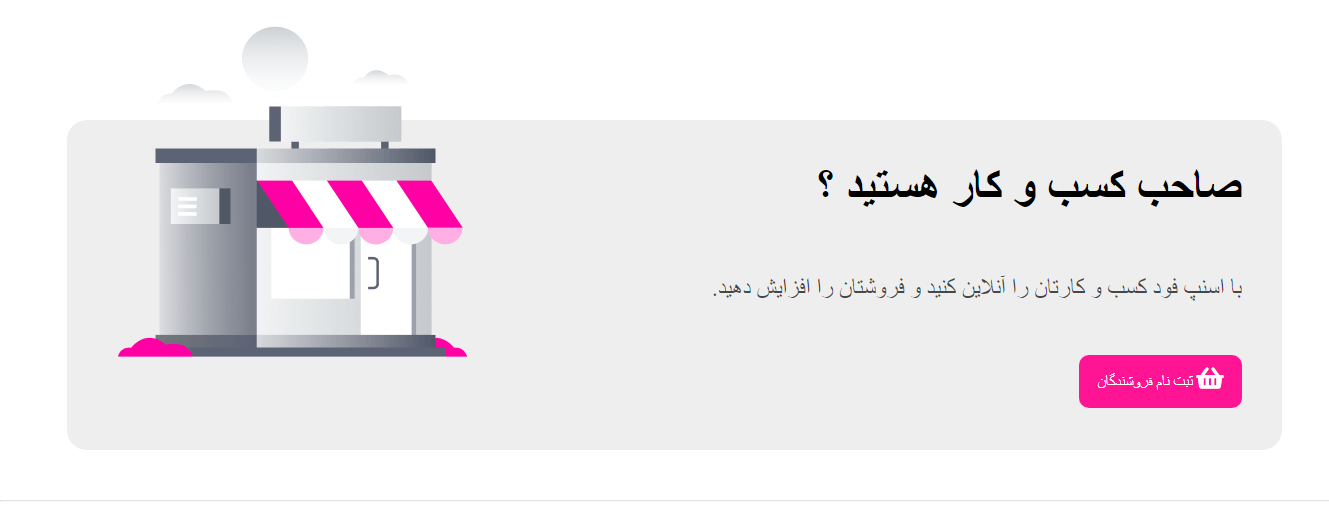 صاحب کسب و کار هستید ؟
با اسنپ فود کسب و کارتان را آنلاین کنید و فروشتان را افزایش دهید.
ثبت نام فروشندگان